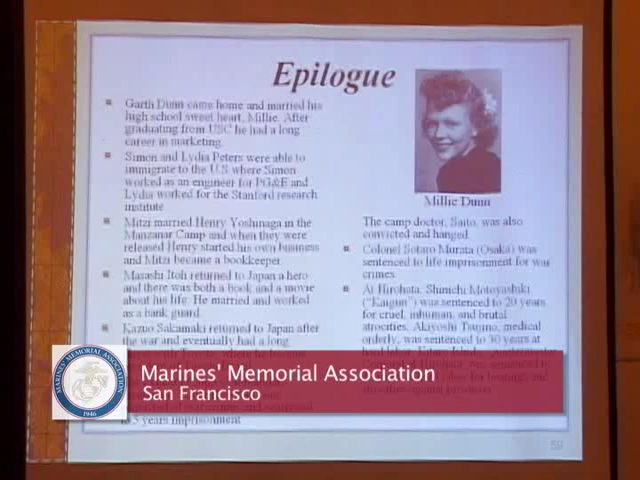 Epilogue
Garth Dunn came home and married his
high school sweet heart, Millie. After
graduating from USC he had a long
career in marketing.
Simon and Lydia Peters were able to
immigrate to the U.S where Simon
worked as an engineer for PG&E and
Lydia worked for the Stanford research
institute
Mitzi married Henry Yoshinaga in the
Manzanar Camp and when they were
released Henry started his own business
and Mitzi became a bookkeeper.
Masashi Itoh returned to Japan a hero
and there was both a book and a movie
about his life. He married and worked
as a bank guard.
Kazuo Sakamaki returned to Japan after
the war and eventually had a long
5 years imprisonment
Millie Dunn
The camp doctor, Saito, was also
convicted and hanged.
Colonel Sotaro Murata (Osaka) was
sentenced to life imprisonment for war
crimes.
At Hirohata, Shinichi Motoyashiki
("Kaigun") was sentenced to 20 years
for cruel, inhuman, and brutal
atrocities. Akiyoshi Tsujino, medical
orderly, was sentenced to 30 years at
59
MARINES' MEMORIAL ASSOCIATION
1946
Marines' Memorial Association
San Francisco